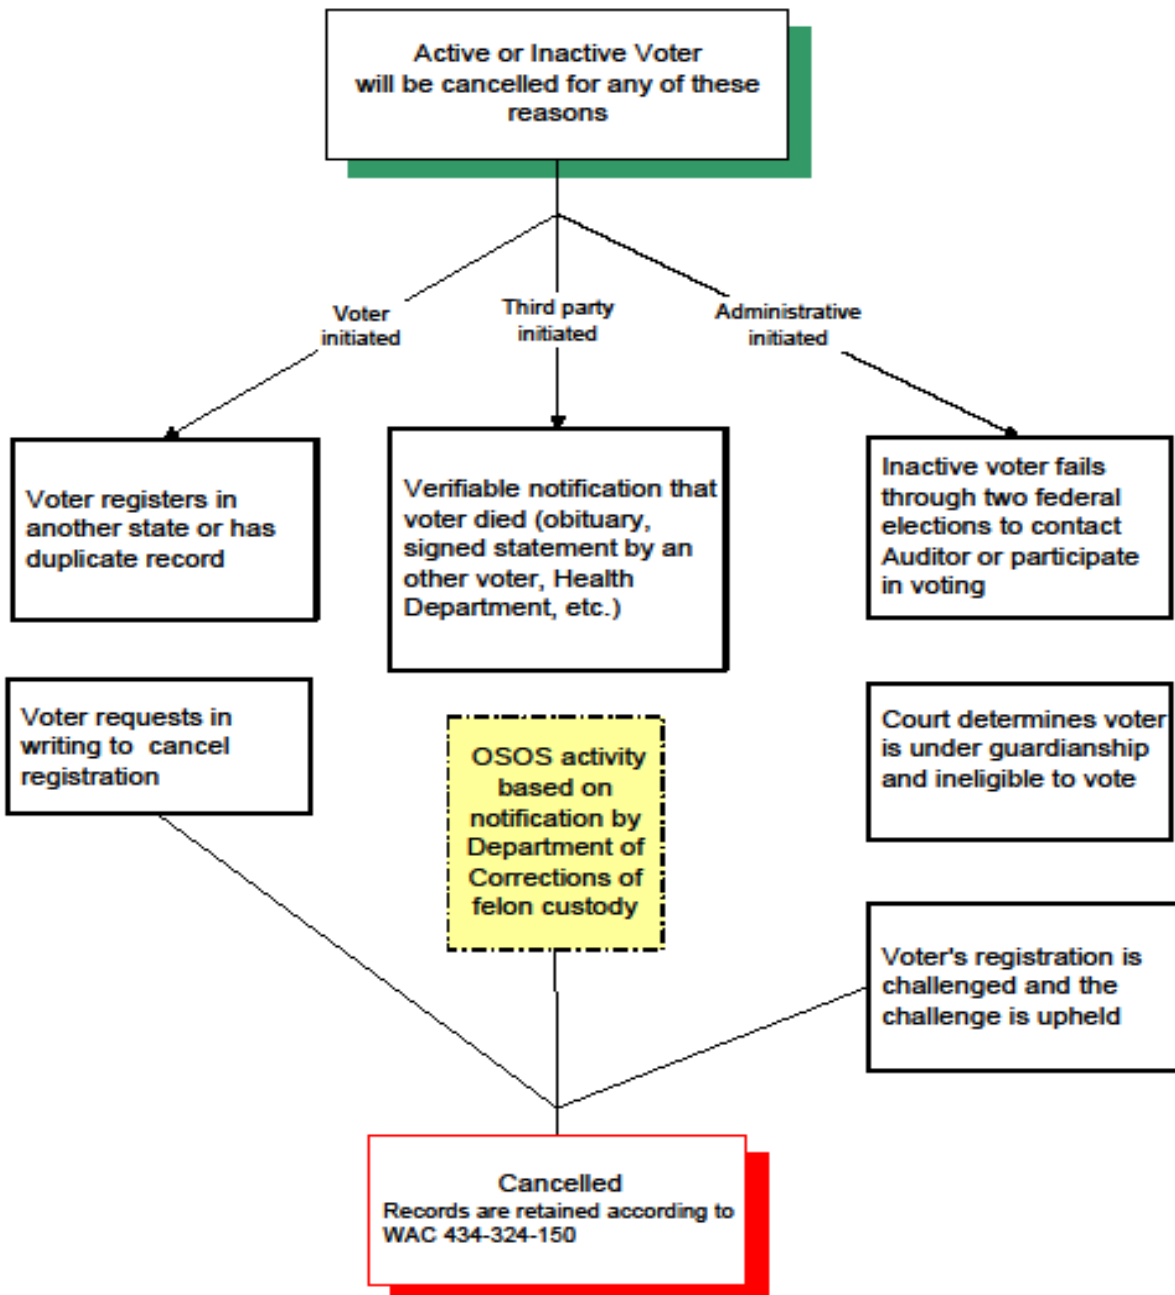 Active or Inactive Voter
will be cancelled for any of these
reasons
Voter
initiated
Third party
initiated
Administrative
initiated
Voter registers in
another state or has
duplicate record
Verifiable notification that
voter died (obituary,
signed statement by an
other voter, Health
Department, etc.)
Inactive voter fails
through two federal
elections to contact
Auditor or participate
in voting
Voter requests in
writing to cancel
registration
OSOS activity
based on
notification by
Department of
Corrections of
felon custody
Court determines voter
is under guardianship
and ineligible to vote
Voter's registration is
challenged and the
challenge is upheld
Cancelled
Records are retained according to
WAC 434-324-150